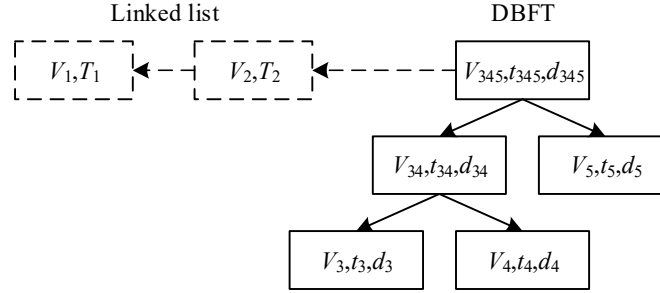 Linked list DBFT
V₁,T₁ V₂,T₂ V₃₄₅,t₃₄₅,d₃₄₅
V₃₄,t₃₄,d₃₄ V₅,t₅,d₅
V₃,t₃,d₃ V₄,t₄,d₄